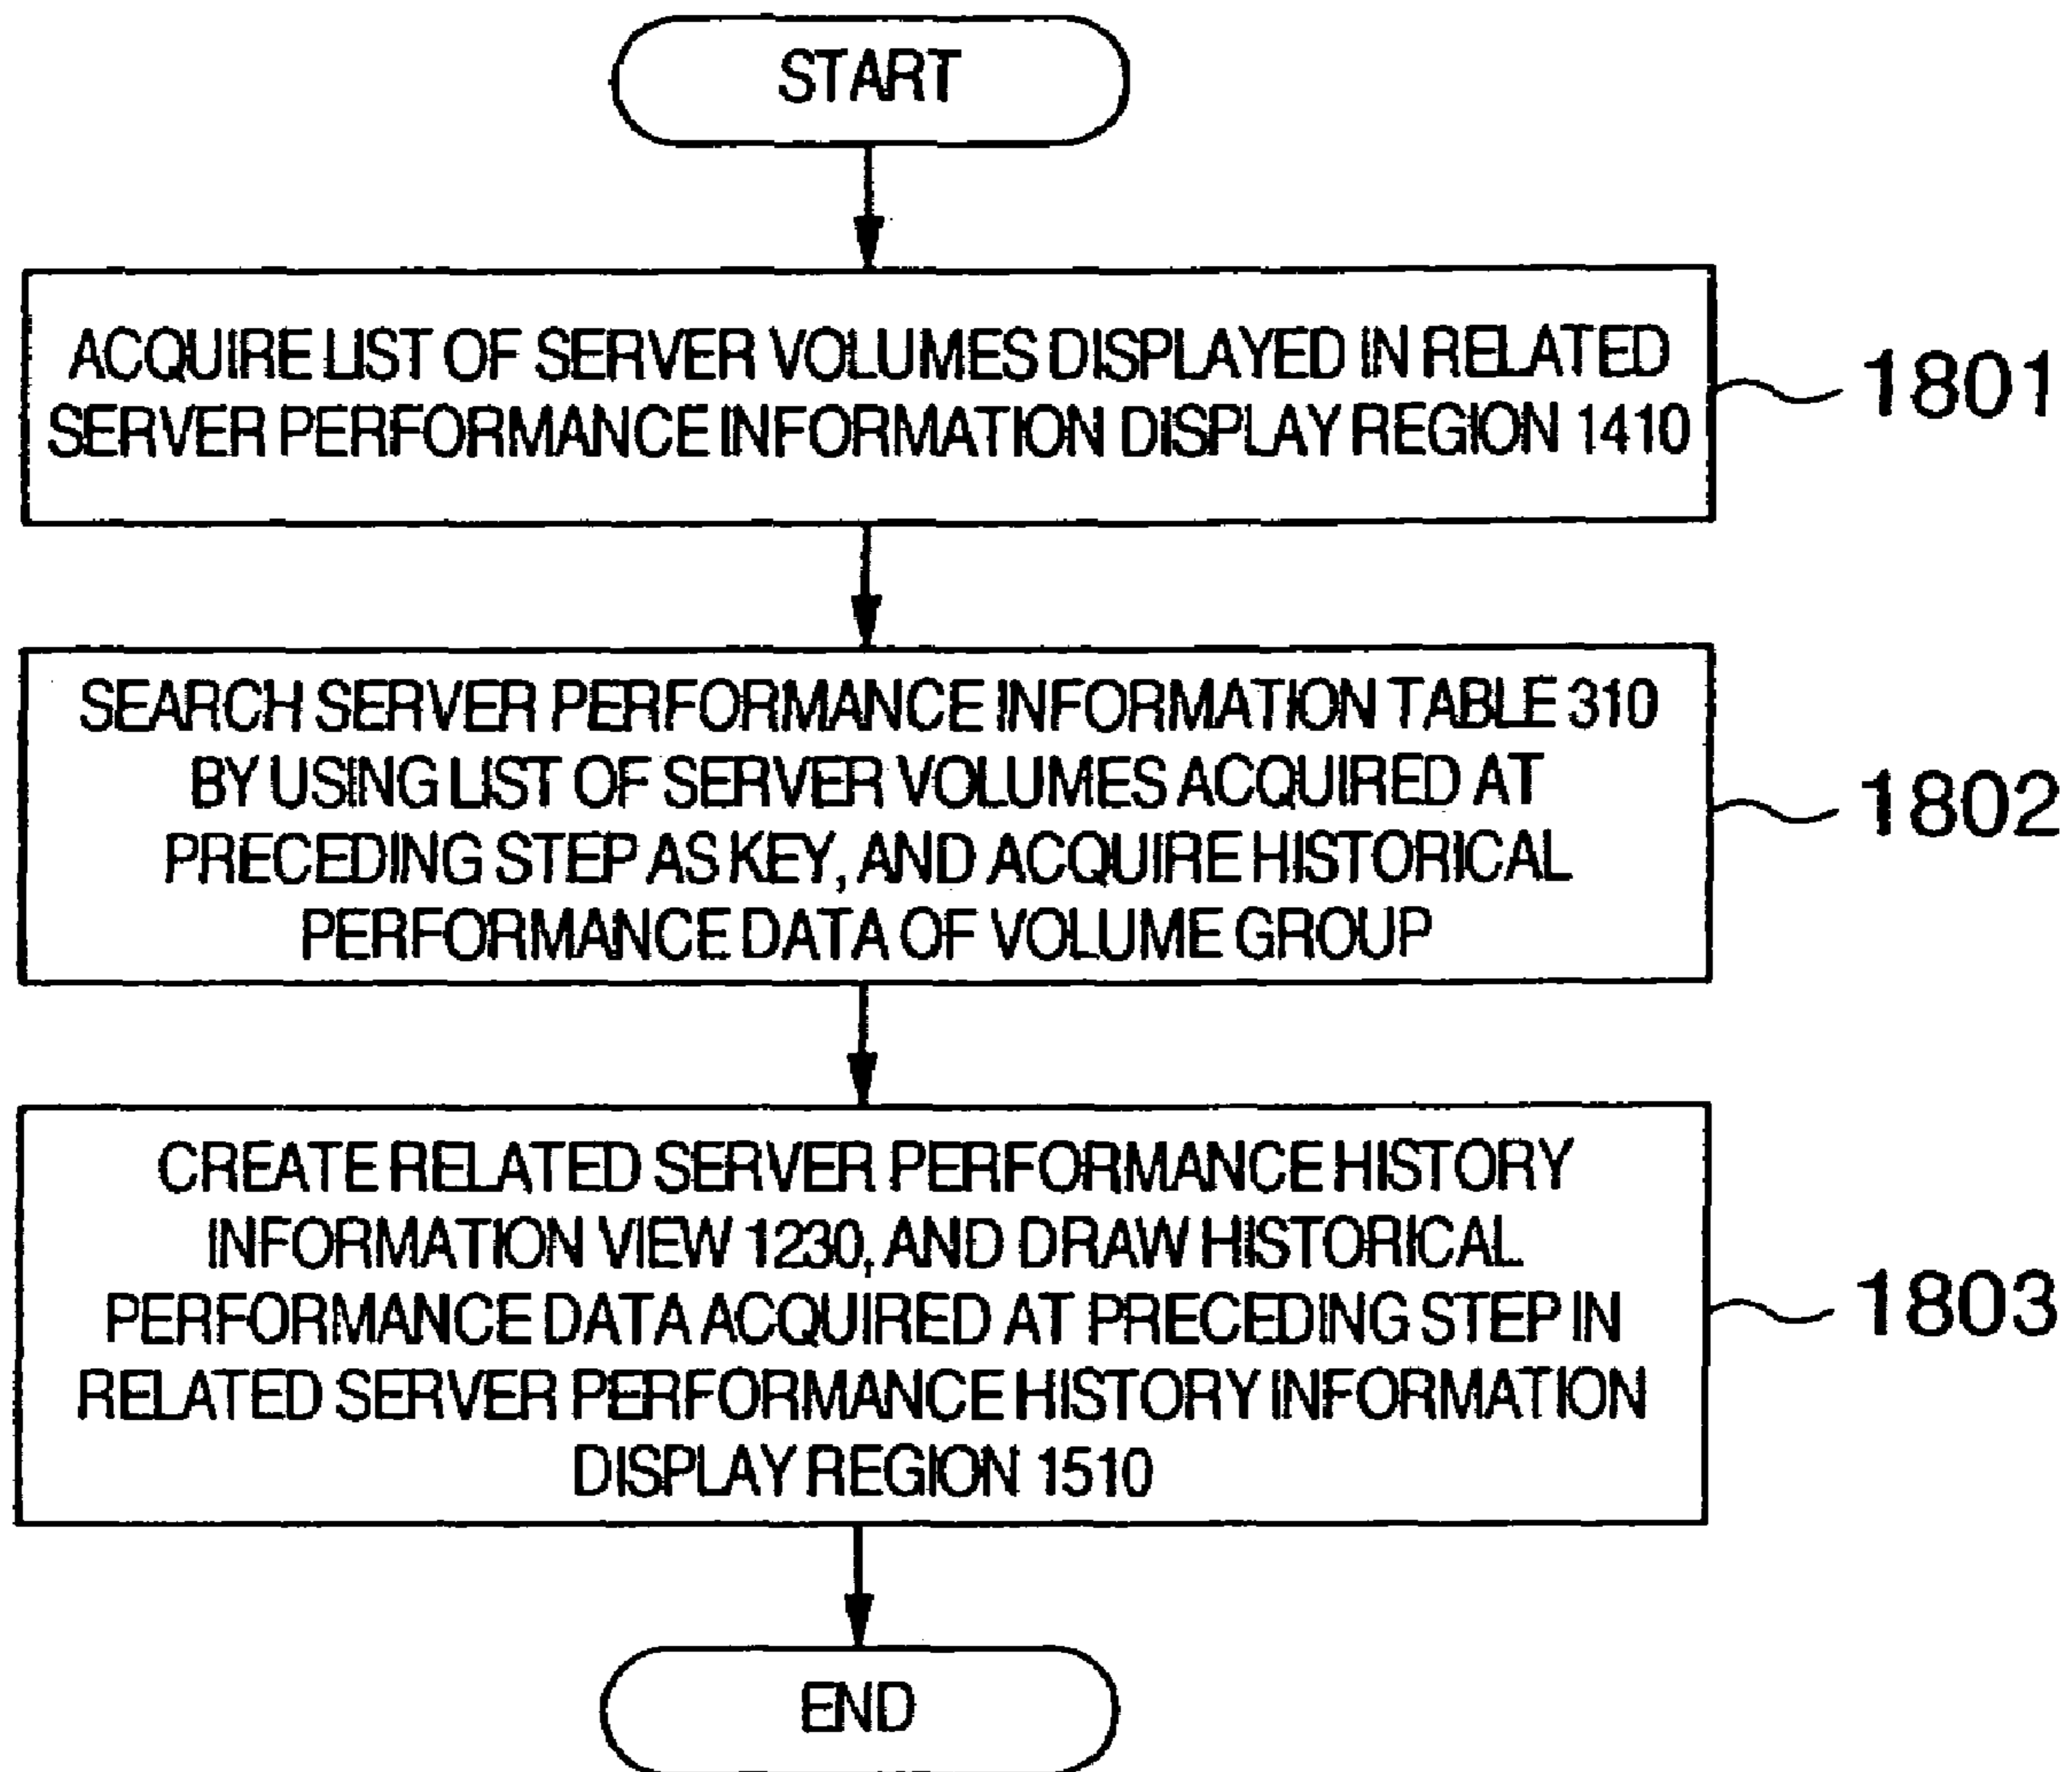 START
ACQUIRE LIST OF SERVER VOLUMES DISPLAYED IN RELATED
SERVER PERFORMANCE INFORMATION DISPLAY REGION 1410
1801
SEARCH SERVER PERFORMANCE INFORMATION TABLE 310
BY USING LIST OF SERVER VOLUMES ACQUIRED AT
PRECEDING STEP AS KEY, AND ACQUIRE HISTORICAL
PERFORMANCE DATA OF VOLUME GROUP
1802
CREATE RELATED SERVER PERFORMANCE HISTORY
INFORMATION VIEW 1230, AND DRAW HISTORICAL
PERFORMANCE DATA ACQUIRED AT PRECEDING STEP IN
RELATED SERVER PERFORMANCE HISTORY INFORMATION
DISPLAY REGION 1510
1803
END